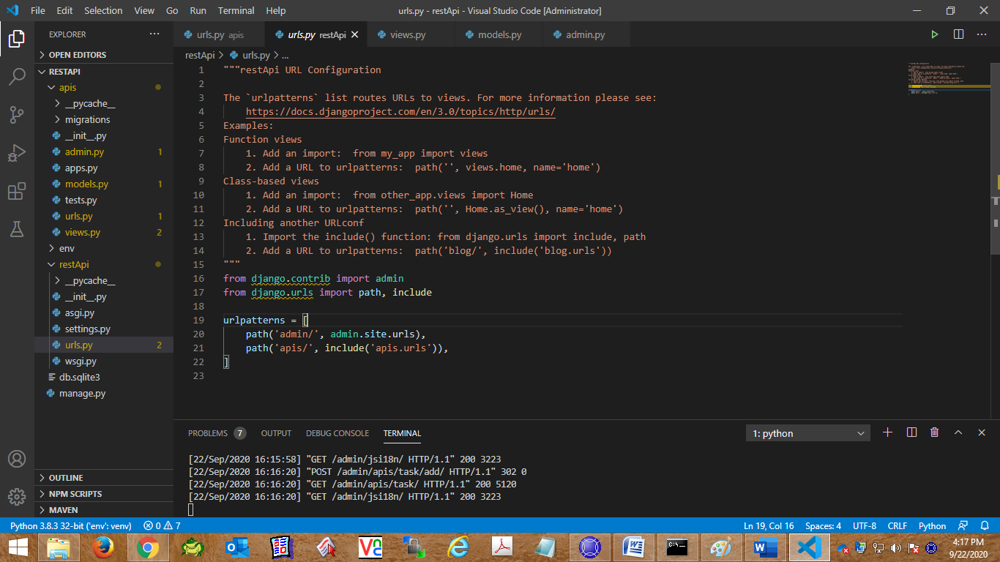 File Edit Selection View Go Run Terminal Help urls.py - restApi - Visual Studio Code [Administrator]
EXPLORER ...
OPEN EDITORS
RESTAPI
apis
__pycache__
migrations
__init__.py
admin.py 1
apps.py
models.py 1
tests.py
urls.py 1
views.py 2
env
restApi
__pycache__
__init__.py
asgi.py
settings.py
urls.py 2
wsgi.py
db.sqlite3
manage.py
OUTLINE
NPM SCRIPTS
MAVEN
urls.py apis urls.py restApi views.py models.py admin.py
restApi > urls.py > ...
1 """restApi URL Configuration
2
3 The `urlpatterns` list routes URLs to views. For more information please see:
4 https://docs.djangoproject.com/en/3.0/topics/http/urls/
5 Examples:
6 Function views
7 1. Add an import:  from my_app import views
8 2. Add a URL to urlpatterns:  path('', views.home, name='home')
9 Class-based views
10 1. Add an import:  from other_app.views import Home
11 2. Add a URL to urlpatterns:  path('', Home.as_view(), name='home')
12 Including another URLconf
13 1. Import the include() function: from django.urls import include, path
14 2. Add a URL to urlpatterns:  path('blog/', include('blog.urls'))
15 """
16 from django.contrib import admin
17 from django.urls import path, include
18
19 urlpatterns = [
20 path('admin/', admin.site.urls),
21 path('apis/', include('apis.urls')),
22 ]
23
PROBLEMS 7 OUTPUT DEBUG CONSOLE TERMINAL 1: python
[22/Sep/2020 16:15:58] "GET /admin/jsi18n/ HTTP/1.1" 200 3223
[22/Sep/2020 16:16:20] "POST /admin/apis/task/add/ HTTP/1.1" 302 0
[22/Sep/2020 16:16:20] "GET /admin/apis/task/ HTTP/1.1" 200 5120
[22/Sep/2020 16:16:20] "GET /admin/jsi18n/ HTTP/1.1" 200 3223
Python 3.8.3 32-bit ('env': venv) 0 7 Ln 19, Col 16 Spaces: 4 UTF-8 CRLF Python
4:17 PM
9/22/2020